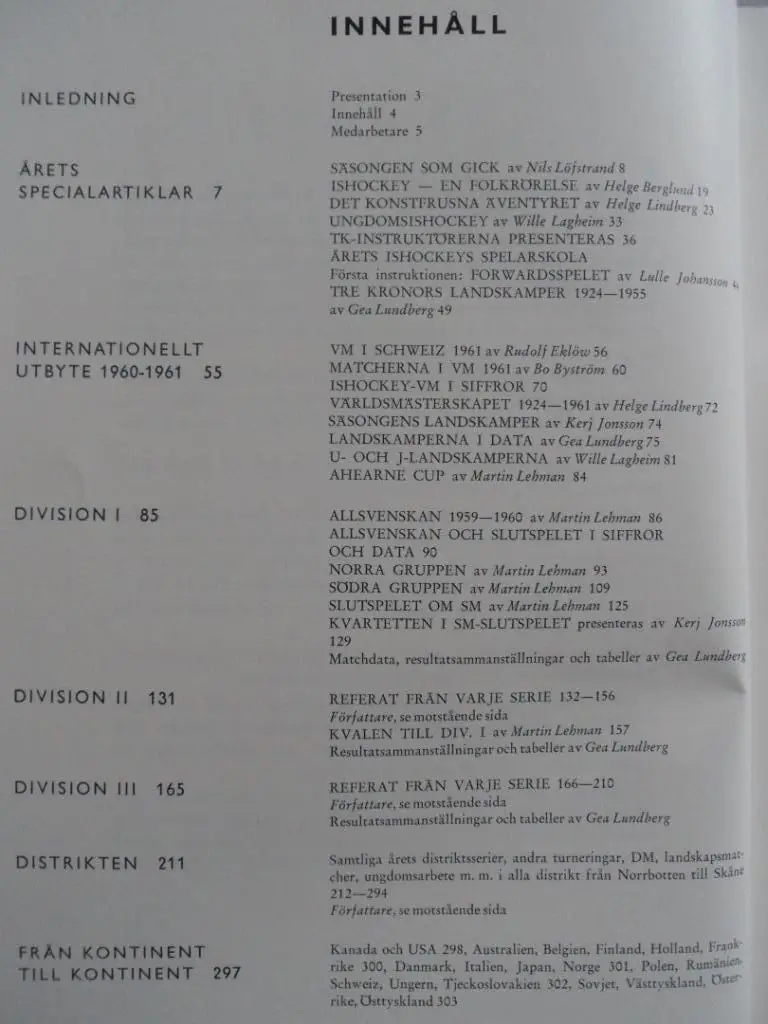 INNEHÅLL
INLEDNING
Presentation 3
Innehåll 4
Medarbetare 5
ÅRETS
SPECIALARTIKLAR 7
SÄSONGEN SOM GICK av Nils Löfstrand 8
ISHOCKEY — EN FOLKRÖRELSE av Helge Berglund 19
DET KONSTFRUSNA ÄVENTYRET av Helge Lindberg 23
UNGDOMSISHOCKEY av Wille Lagheim 33
TK-INSTRUKTÖRERNA PRESENTERAS 36
ÅRETS ISHOCKEYS SPELARSKOLA
Första instruktionen: FORWARDSSPELET av Lulle Johansson
TRE KRONORS LANDSKAMPER 1924—1955
av Gea Lundberg 49
INTERNATIONELLT
UTBYTE 1960-1961 55
VM I SCHWEIZ 1961 av Rudolf Eklöw 56
MATCHERNA I VM 1961 av Bo Byström 60
ISHOCKEY-VM I SIFFROR 70
VÄRLDSMÄSTERSKAPET 1924—1961 av Helge Lindberg 72
SÄSONGENS LANDSKAMPER av Kerj Jonsson 74
LANDSKAMPERNA I DATA av Gea Lundberg 75
U- OCH J-LANDSKAMPERNA av Wille Lagheim 81
AHEARNE CUP av Martin Lehman 84
DIVISION I 85
ALLSVENSKAN 1959—1960 av Martin Lehman 86
ALLSVENSKAN OCH SLUTSPELET I SIFFROR
OCH DATA 90
NORRA GRUPPEN av Martin Lehman 93
SÖDRA GRUPPEN av Martin Lehman 109
SLUTSPELET OM SM av Martin Lehman 125
KVARTETTEN I SM-SLUTSPELET presenteras av Kerj Jonsson
129
Matchdata, resultatsammanställningar och tabeller av Gea Lundberg
DIVISION II 131
REFERAT FRÅN VARJE SERIE 132—156
Författare, se motstående sida
KVALEN TILL DIV. I av Martin Lehman 157
Resultatsammanställningar och tabeller av Gea Lundberg
DIVISION III 165
REFERAT FRÅN VARJE SERIE 166—210
Författare, se motstående sida
Resultatsammanställningar och tabeller av Gea Lundberg
DISTRIKTEN 211
Samtliga årets distriktsserier, andra turneringar, DM, landskapsmat-
cher, ungdomsarbete m. m. i alla distrikt från Norrbotten till Skåne
212—294
Författare, se motstående sida
FRÅN KONTINENT
TILL KONTINENT 297
Kanada och USA 298, Australien, Belgien, Finland, Holland, Frank-
rike 300, Danmark, Italien, Japan, Norge 301, Polen, Rumänien,
Schweiz, Ungern, Tjeckoslovakien 302, Sovjet, Västtyskland, Öster-
rike, Östtyskland 303